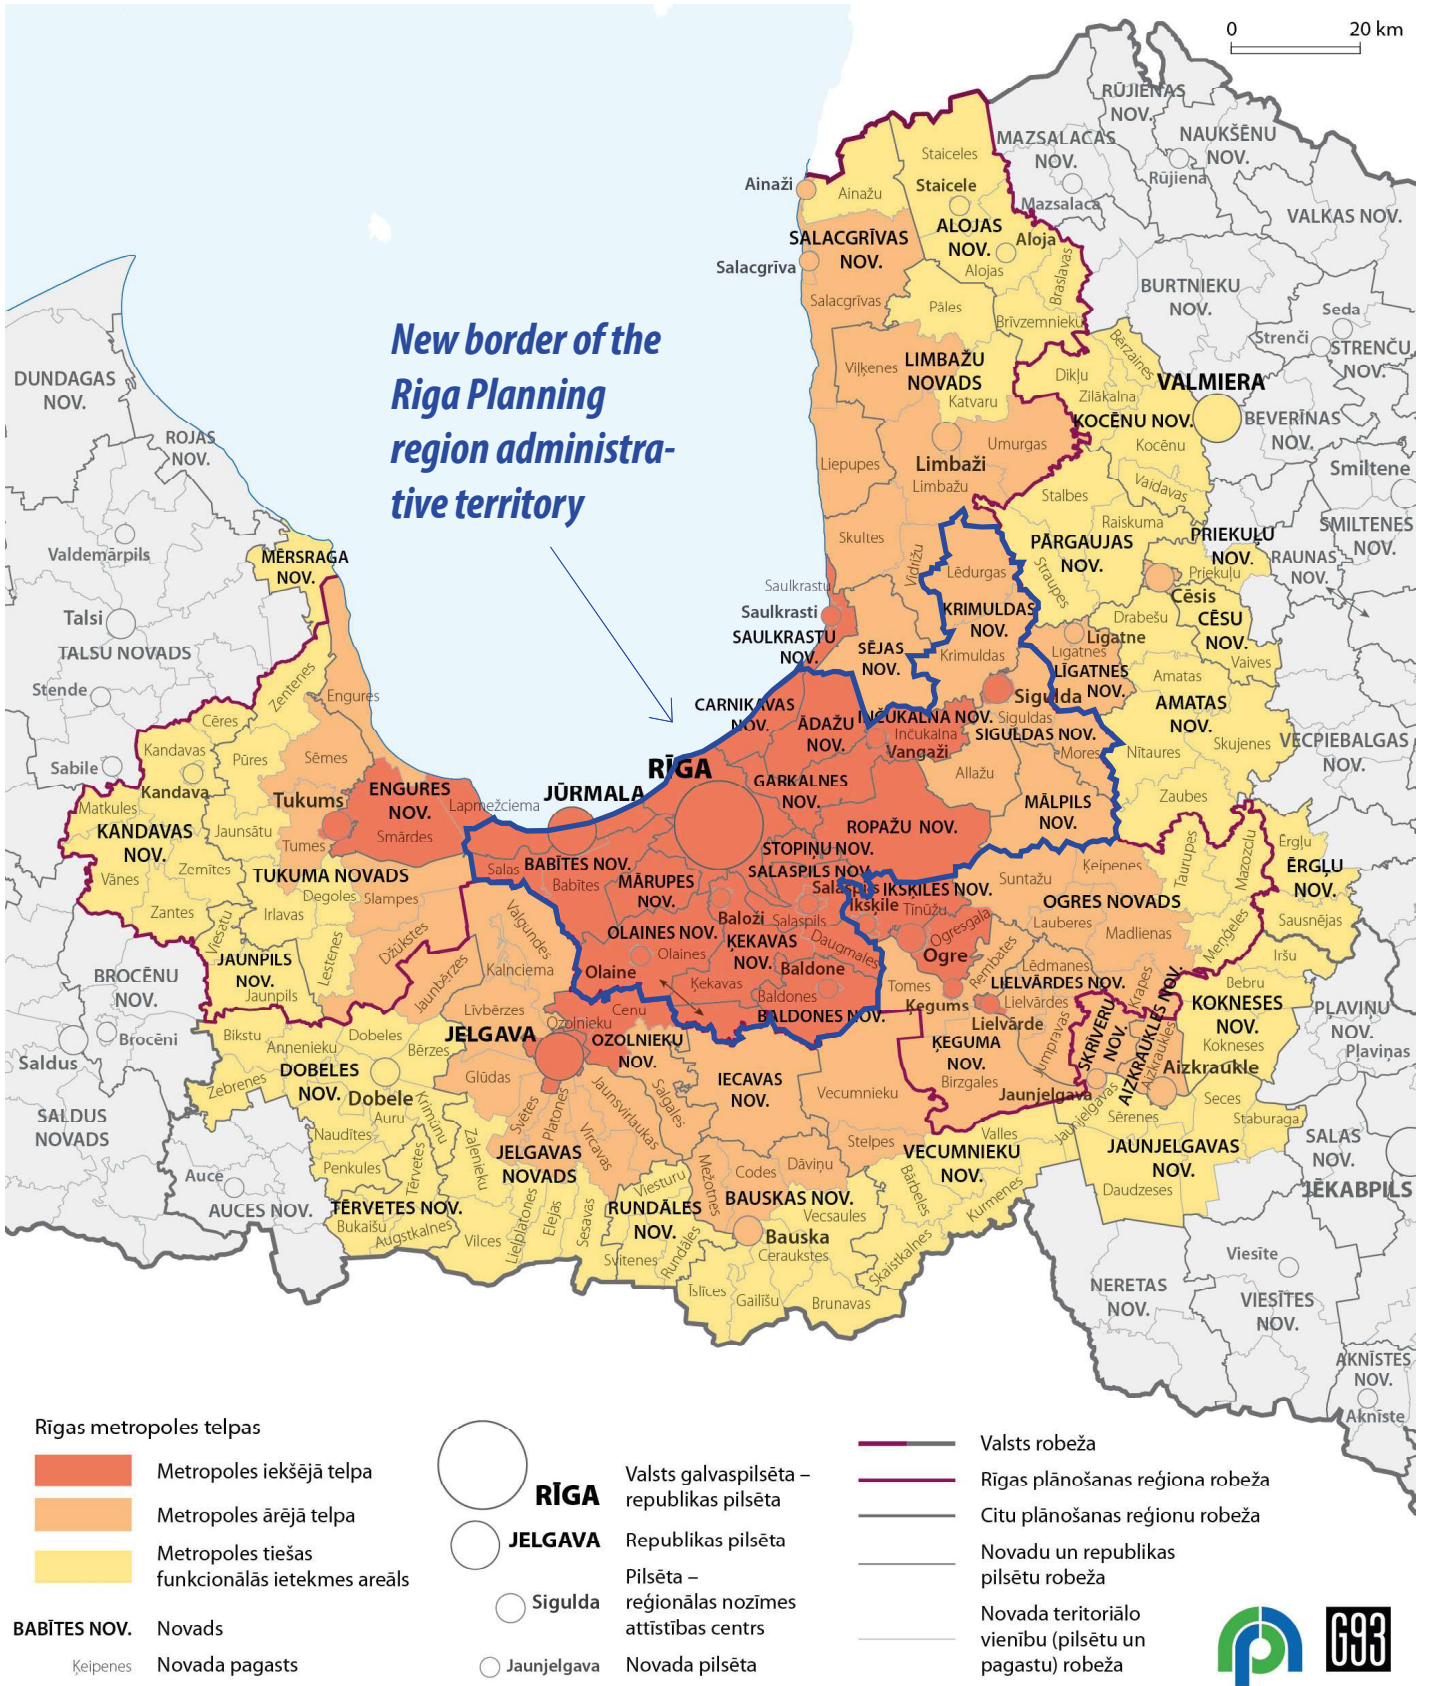 0 20 km
RŪJIENAS
NOV.
MAZSALACAS
NOV.
NAUKŠĒNU
NOV.
Rūjiena
Mazsalaca
VALKAS NOV.
Staiceles
Staicele
Ainaži
Ainažu
ALOJAS
NOV.
Aloja
Alojas
Braslavas
SALACGRĪVAS
NOV.
Salacgrīva
Salacgrīvas
Pāles
Brīvzemnieku
BURTNIEKU
NOV.
Seda
Strenči
STRENČU
NOV.
New border of the
Riga Planning
region administra-
tive territory
DUNDAGAS
NOV.
ROJAS
NOV.
Viļķenes
LIMBAŽU
NOVADS
Katvaru
Bērzaines
Dikļu
Zilākalna
VALMIERA
KOCĒNU NOV.
Kocēnu
BEVERĪNAS
NOV.
Umurgas
Limbaži
Limbažu
Liepupes
Vaidavas
Smiltene
Stalbes
Raiskuma
SMILTENES
NOV.
Valdemārpils
MĒRSRAGA
NOV.
Skultes
Vidrižu
Lēdurgas
PĀRGAUJAS
NOV.
Straupes
PRIEKUĻU
NOV.
Priekuļu
RAUNAS
NOV.
Saulkrastu
Saulkrasti
SAULKRASTU
NOV.
KRIMULDAS
NOV.
Krimuldas
SĒJAS
NOV.
Cēsis
CĒSU
NOV.
Drabešu
Līgatne
Līgatnes
LĪGATNES
NOV.
Vaives
Amatas
AMATAS
NOV.
Talsi
TALSU NOVADS
Stende
Zentenes
Engures
Cēres
CARNIKAVAS
NOV.
ĀDAŽU
NOV.
INČUKALNA NOV.
Inčukalna
Vangaži
Sigulda
Siguldas
SIGULDAS NOV.
Mores
Nītaures
Skujenes
VECPIEBALGAS
NOV.
Sabile
Kandavas
Kandava
Pūres
Sēmes
RĪGA
JŪRMALA
GARKALNES
NOV.
Allažu
MĀLPILS
NOV.
Zaubes
Matkules
KANDAVAS
NOV.
Tukums
ENGURES
NOV.
Lapmežciema
Smārdes
Jaunsātu
Tumes
ROPAŽU NOV.
STOPIŅU NOV.
Vānes
Zemītes
TUKUMA NOVADS
Degoles
Slampes
Salas
BABĪTES NOV.
Babītes
MĀRUPES
NOV.
SALASPILS NOV.
Salaspils
Salaspils
IKŠĶILES NOV.
Ikšķile
Tīnūžu
Suntažu
Ķeipenes
Taurupes
Mazozolu
Ērgļu
ĒRGĻU
NOV.
Zantes
Viesatu
Irlavas
Lestenes
Džūkstes
Valgundes
Baloži
OLAINES NOV.
Olaines
ĶEKAVAS
NOV.
Daugmales
Ogresgala
Ogre
OGRES NOVADS
Lauberes
Madlienas
Meņģeles
Sausnējas
Iršu
BROCĒNU
NOV.
JAUNPILS
NOV.
Jaunpils
Jaunbērzes
Kalnciema
Olaine
Ķekavas
Baldone
Baldones
BALDONES NOV.
Tomes
Ķegums
Rembates
Lēdmanes
LIELVĀRDES NOV.
Lielvārdes
Lielvārde
Jumpravas
Krapes
Bebru
KOKNESES
NOV.
Kokneses
PLAVIŅU
NOV.
Plaviņas
Brocēni
Saldus
Bikstu
Annenieku
Dobeles
DOBELES
NOV.
Dobele
Bērzes
Līvbērzes
JELGAVA
Ozolnieku
Cenu
OZOLNIEKU
NOV.
ĶEGUMA
NOV.
Birzgales
SKRĪVERU
NOV.
AIZKRAUKLES NOV.
Aizkraukles
Aizkraukle
Jaunjelgava
Jaunjelgavas
Zebrenes
Auru
Krimūnu
Glūdas
Svētes
Platones
Jaunsvirlaukas
Salgales
IECAVAS
NOV.
Vecumnieku
SALDUS
NOVADS
Naudītes
Penkules
Tērvetes
Zaļenieku
JELGAVAS
NOVADS
Vircavas
Stelpes
VECUMNIEKU
NOV.
Valles
Sērenes
Seces
Staburaga
JAUNJELGAVAS
NOV.
Daudzeses
SALAS
NOV.
JĒKABPILS
Auce
AUCES NOV.
TĒRVETES NOV.
Bukaišu
Augstkalnes
Vilces
Lielplatones
Elejas
Sesavas
RUNDĀLES
NOV.
Viesturu
Svitenes
Rundāles
Mežotnes
Codes
Dāviņu
BAUSKAS NOV.
Vecsaules
Bauska
Ceraukstes
Bārbeles
Kurmenes
Skaistkalnes
Īslīces
Gailīšu
Brunavas
NERETAS
NOV.
Viesīte
VIESĪTES
NOV.
AKNĪSTES
NOV.
Aknīste
Rīgas metropoles telpas
Metropoles iekšējā telpa
Metropoles ārējā telpa
Metropoles tiešas
funkcionālās ietekmes areāls
BABĪTES NOV. Novads
Ķeipenes Novada pagasts
RĪGA
Valsts galvaspilsēta –
republikas pilsēta
JELGAVA Republikas pilsēta
Sigulda
Pilsēta –
reģionālas nozīmes
attīstības centrs
Jaunjelgava Novada pilsēta
Valsts robeža
Rīgas plānošanas reģiona robeža
Citu plānošanas reģionu robeža
Novadu un republikas
pilsētu robeža
Novada teritoriālo
vienību (pilsētu un
pagastu) robeža
G93